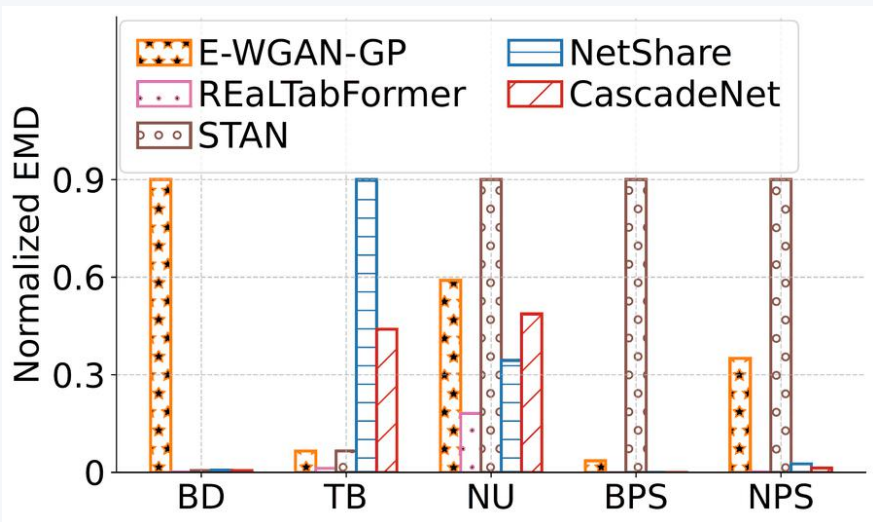 E-WGAN-GP
NetShare
REaLTabFormer
CascadeNet
STAN
Normalized EMD
0.9
0.6
0.3
0
BD TB NU BPS NPS